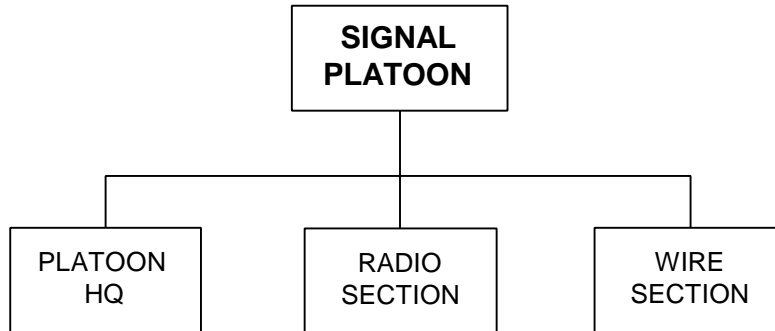 SIGNAL
PLATOON
PLATOON
HQ
RADIO
SECTION
WIRE
SECTION